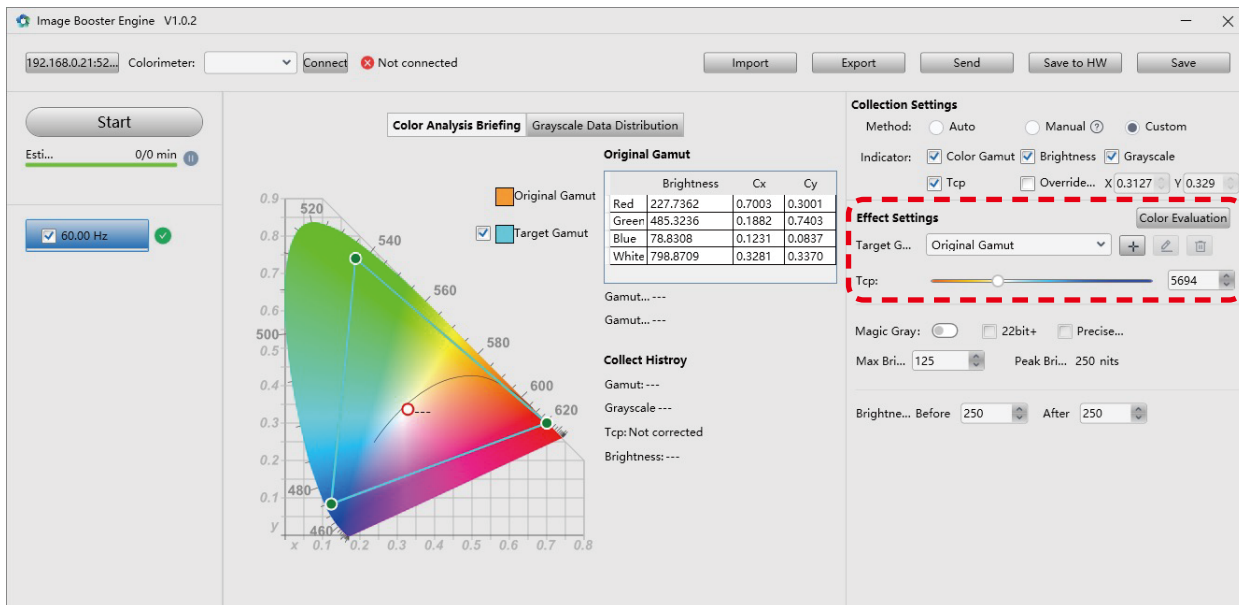 Image Booster Engine V1.0.2
192.168.0.21:52... Colorimeter: Connect Not connected Import Export Send Save to HW Save
Start
Esti... 0/0 min
60.00 Hz
Color Analysis Briefing Grayscale Data Distribution
Original Gamut
Target Gamut
0.9
0.8
0.7
0.6
0.5
0.4
0.3
0.2
0.1
y
x 0.1 0.2 0.3 0.4 0.5 0.6 0.7 0.8
520
540
560
580
600
620
500
480
460
---
Original Gamut
Brightness Cx Cy
Red 227.7362 0.7003 0.3001
Green 485.3236 0.1882 0.7403
Blue 78.8308 0.1231 0.0837
White 798.8709 0.3281 0.3370
Gamut... ---
Gamut... ---
Collect Histroy
Gamut: ---
Grayscale ---
Tcp: Not corrected
Brightness: ---
Collection Settings
Method: Auto Manual ? Custom
Indicator: Color Gamut Brightness Grayscale
Tcp Override... X 0.3127 Y 0.329
Effect Settings Color Evaluation
Target G... Original Gamut
Tcp: 5694
Magic Gray: 22bit+ Precise...
Max Bri... 125 Peak Bri... 250 nits
Brightne... Before 250 After 250